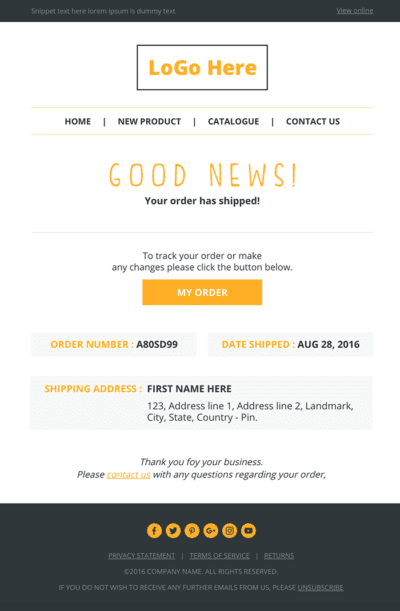 Snippet text here lorem ipsum is dummy text
View online
LoGo Here
HOME | NEW PRODUCT | CATALOGUE | CONTACT US
GOOD NEWS!
Your order has shipped!
To track your order or make
any changes please click the button below.
MY ORDER
ORDER NUMBER : A80SD99
DATE SHIPPED : AUG 28, 2016
SHIPPING ADDRESS : FIRST NAME HERE
123, Address line 1, Address line 2, Landmark,
City, State, Country - Pin.
Thank you foy your business.
Please contact us with any questions regarding your order,
PRIVACY STATEMENT | TERMS OF SERVICE | RETURNS
©2016 COMPANY NAME. ALL RIGHTS RESERVED.
IF YOU DO NOT WISH TO RECEIVE ANY FURTHER EMAILS FROM US, PLEASE UNSUBSCRIBE